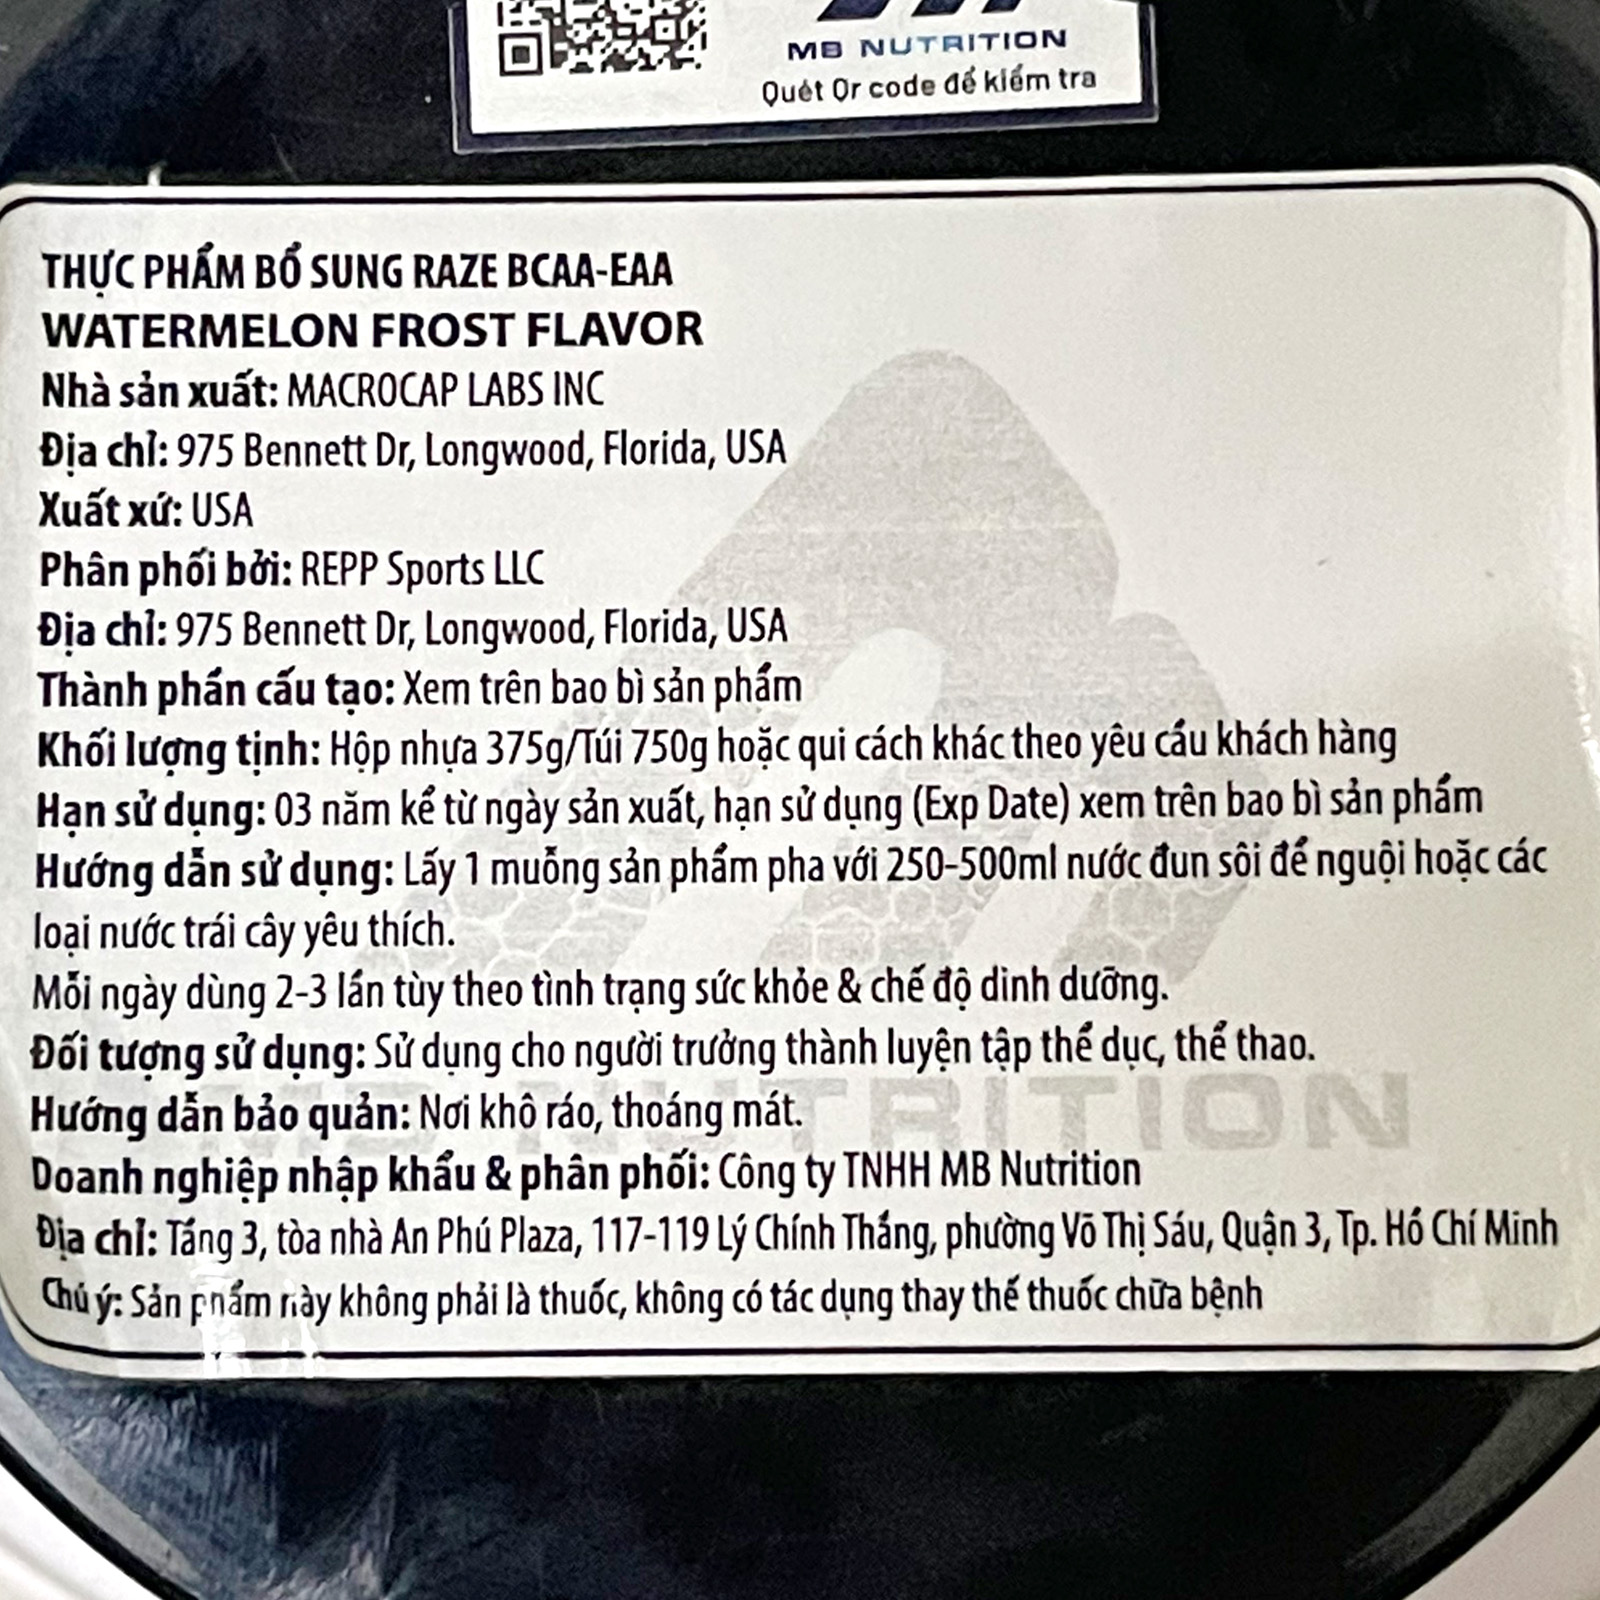 MB NUTRITION
Quét Qr code để kiểm tra
THỰC PHẨM BỔ SUNG RAZE BCAA-EAA
WATERMELON FROST FLAVOR
Nhà sản xuất: MACROCAP LABS INC
Địa chỉ: 975 Bennett Dr, Longwood, Florida, USA
Xuất xứ: USA
Phân phối bởi: REPP Sports LLC
Địa chỉ: 975 Bennett Dr, Longwood, Florida, USA
Thành phần cấu tạo: Xem trên bao bì sản phẩm
Khối lượng tịnh: Hộp nhựa 375g/Túi 750g hoặc qui cách khác theo yêu cầu khách hàng
Hạn sử dụng: 03 năm kể từ ngày sản xuất, hạn sử dụng (Exp Date) xem trên bao bì sản phẩm
Hướng dẫn sử dụng: Lấy 1 muỗng sản phẩm pha với 250-500ml nước đun sôi để nguội hoặc các
loại nước trái cây yêu thích.
Mỗi ngày dùng 2-3 lần tùy theo tình trạng sức khỏe & chế độ dinh dưỡng.
Đối tượng sử dụng: Sử dụng cho người trưởng thành luyện tập thể dục, thể thao.
Hướng dẫn bảo quản: Nơi khô ráo, thoáng mát.
MB NUTRITION
Doanh nghiệp nhập khẩu & phân phối: Công ty TNHH MB Nutrition
Địa chỉ: Tầng 3, tòa nhà An Phú Plaza, 117-119 Lý Chính Thắng, phường Võ Thị Sáu, Quận 3, Tp. Hồ Chí Minh
Chú ý: Sản phẩm này không phải là thuốc, không có tác dụng thay thế thuốc chữa bệnh